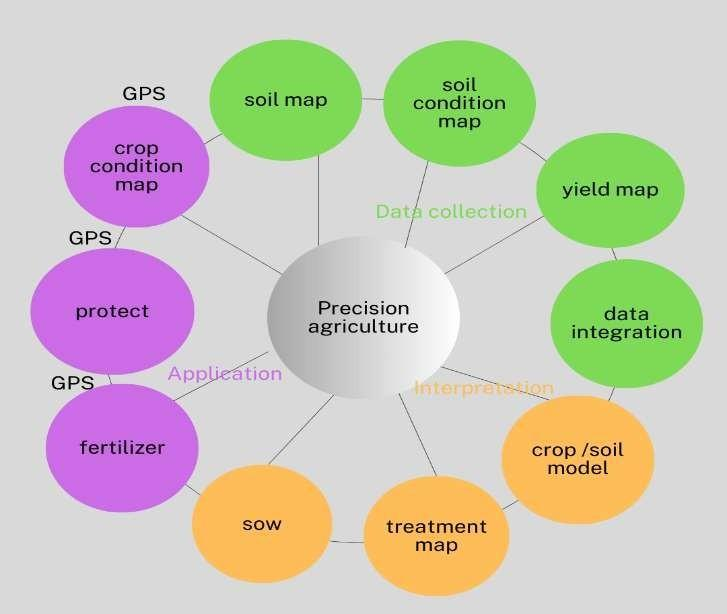 GPS
soil map
soil
condition
map
crop
condition
map
yield map
Data collection
GPS
protect
Precision
agriculture
data
integration
Application
GPS
Interpretation
fertilizer
crop /soil
model
sow
treatment
map